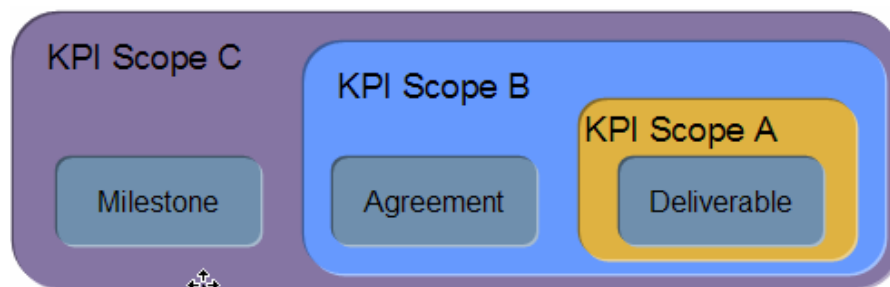 KPI Scope C
KPI Scope B
KPI Scope A
Milestone
Agreement
Deliverable